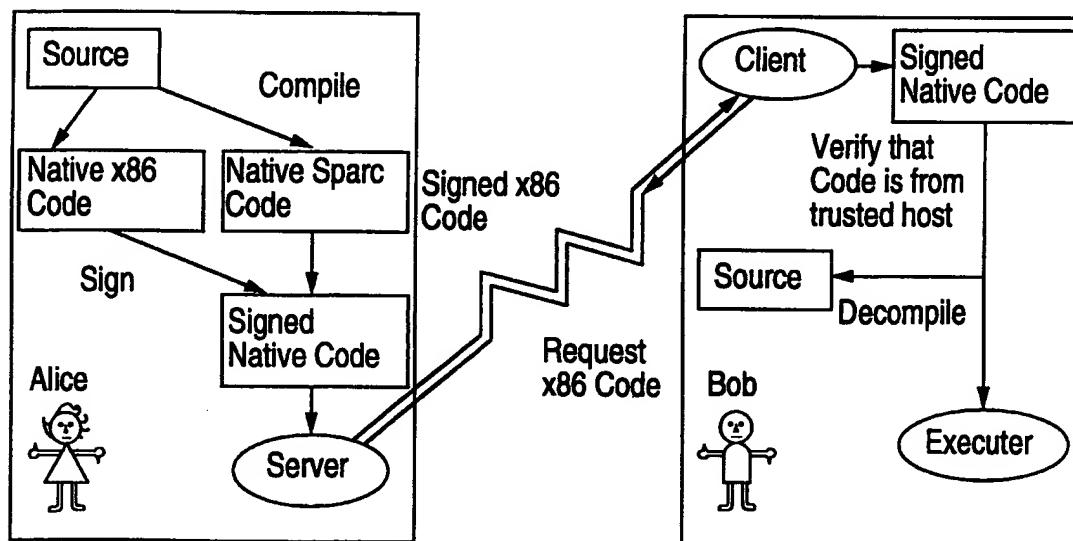 Source
Compile
Native x86
Code
Native Sparc
Code
Sign
Signed
Native Code
Alice
Server
Signed x86
Code
Request
x86 Code
Client
Signed
Native Code
Verify that
Code is from
trusted host
Source
Decompile
Bob
Executer